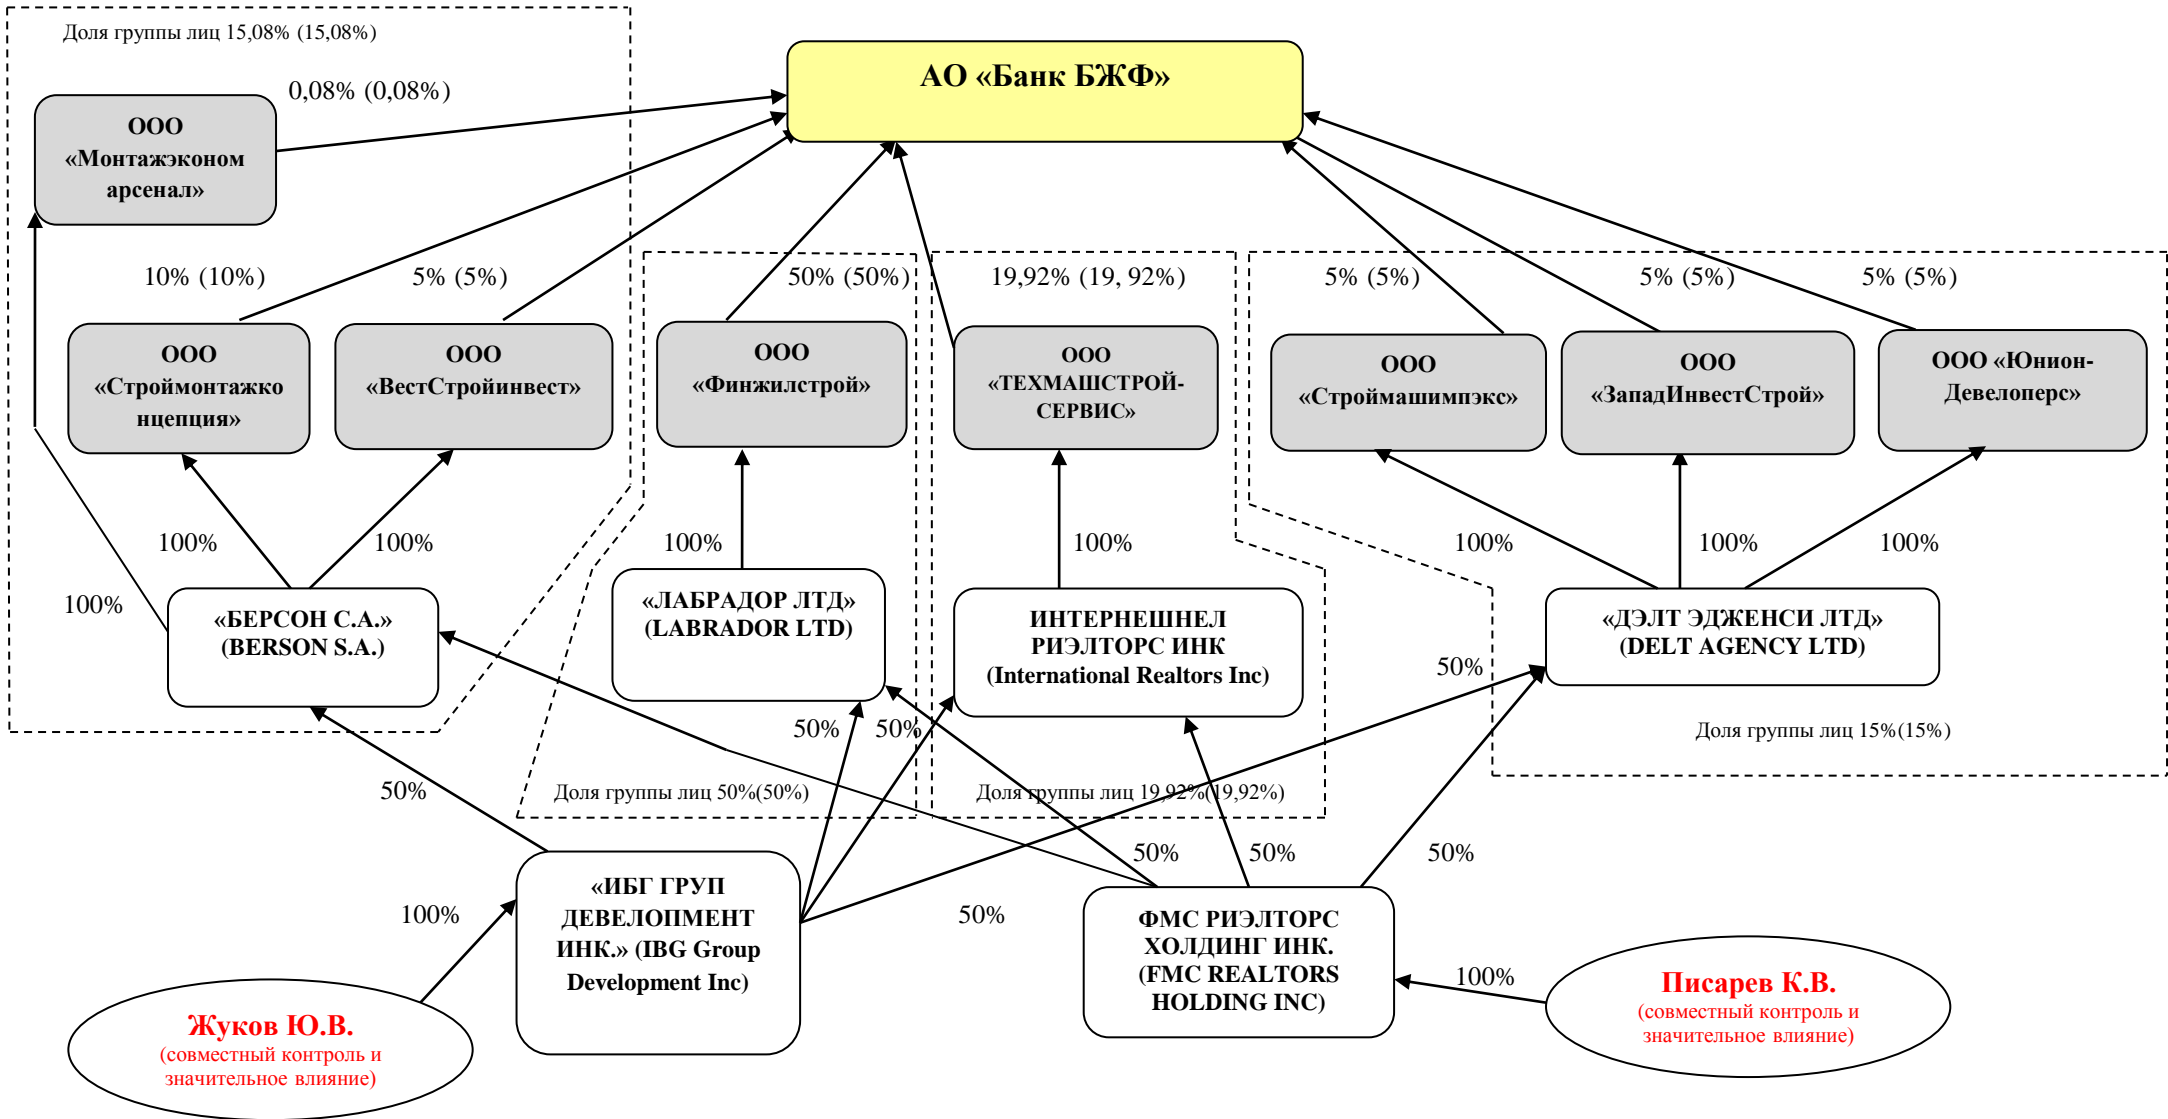 Доля группы лиц 15,08% (15,08%)
АО «Банк БЖФ»
0,08% (0,08%)
ООО
«Монтажэконом
арсенал»
10% (10%)
5% (5%)
50% (50%)
19,92% (19, 92%)
5% (5%)
5% (5%)
5% (5%)
ООО
«Строймонтажко
нцепция»
ООО
«ВестСтройинвест»
ООО
«Финжилстрой»
ООО
«ТЕХМАШСТРОЙ-
СЕРВИС»
ООО
«Строймашимпэкс»
ООО
«ЗападИнвестСтрой»
ООО «Юнион-
Девелоперс»
100%
100%
100%
100%
100%
100%
100%
100%
«БЕРСОН С.А.»
(BERSON S.A.)
«ЛАБРАДОР ЛТД»
(LABRADOR LTD)
ИНТЕРНЕШНЕЛ
РИЭЛТОРС ИНК
(International Realtors Inc)
«ДЭЛТ ЭДЖЕНСИ ЛТД»
(DELT AGENCY LTD)
50%
50%
50%
Доля группы лиц 15%(15%)
50%
Доля группы лиц 50%(50%)
Доля группы лиц 19,92%(19,92%)
50%
50%
50%
«ИБГ ГРУП
ДЕВЕЛОПМЕНТ
ИНК.» (IBG Group
Development Inc)
100%
50%
ФМС РИЭЛТОРС
ХОЛДИНГ ИНК.
(FMC REALTORS
HOLDING INC)
100%
Писарев К.В.
(совместный контроль и
значительное влияние)
Жуков Ю.В.
(совместный контроль и
значительное влияние)